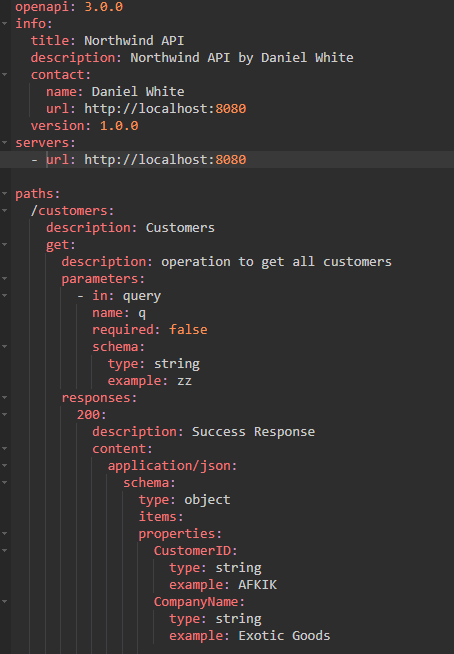 openapi: 3.0.0
info:
  title: Northwind API
  description: Northwind API by Daniel White
  contact:
    name: Daniel White
    url: http://localhost:8080
  version: 1.0.0
servers:
  - url: http://localhost:8080

paths:
  /customers:
    description: Customers
    get:
      description: operation to get all customers
      parameters:
        - in: query
          name: q
          required: false
          schema:
            type: string
            example: zz
      responses:
        200:
          description: Success Response
          content:
            application/json:
              schema:
                type: object
                items:
                properties:
                  CustomerID:
                    type: string
                    example: AFKIK
                  CompanyName:
                    type: string
                    example: Exotic Goods